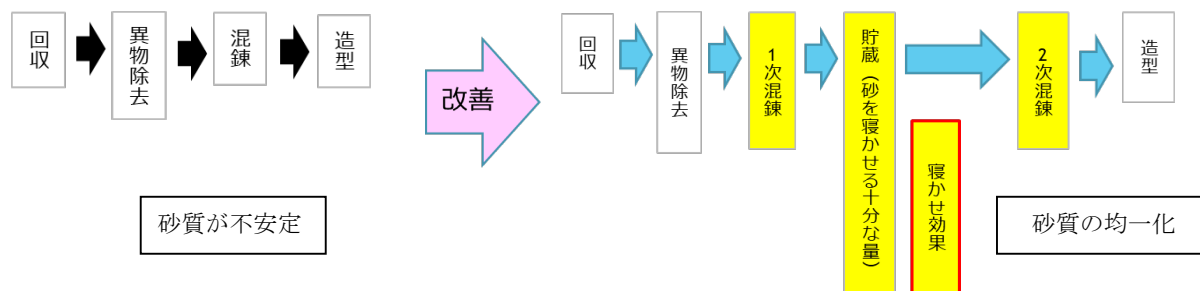 回収
異物除去
混錬
造型
砂質が不安定
改善
回収
異物除去
1次混錬
貯蔵（砂を寝かせる十分な量）
寝かせ効果
2次混錬
造型
砂質の均一化